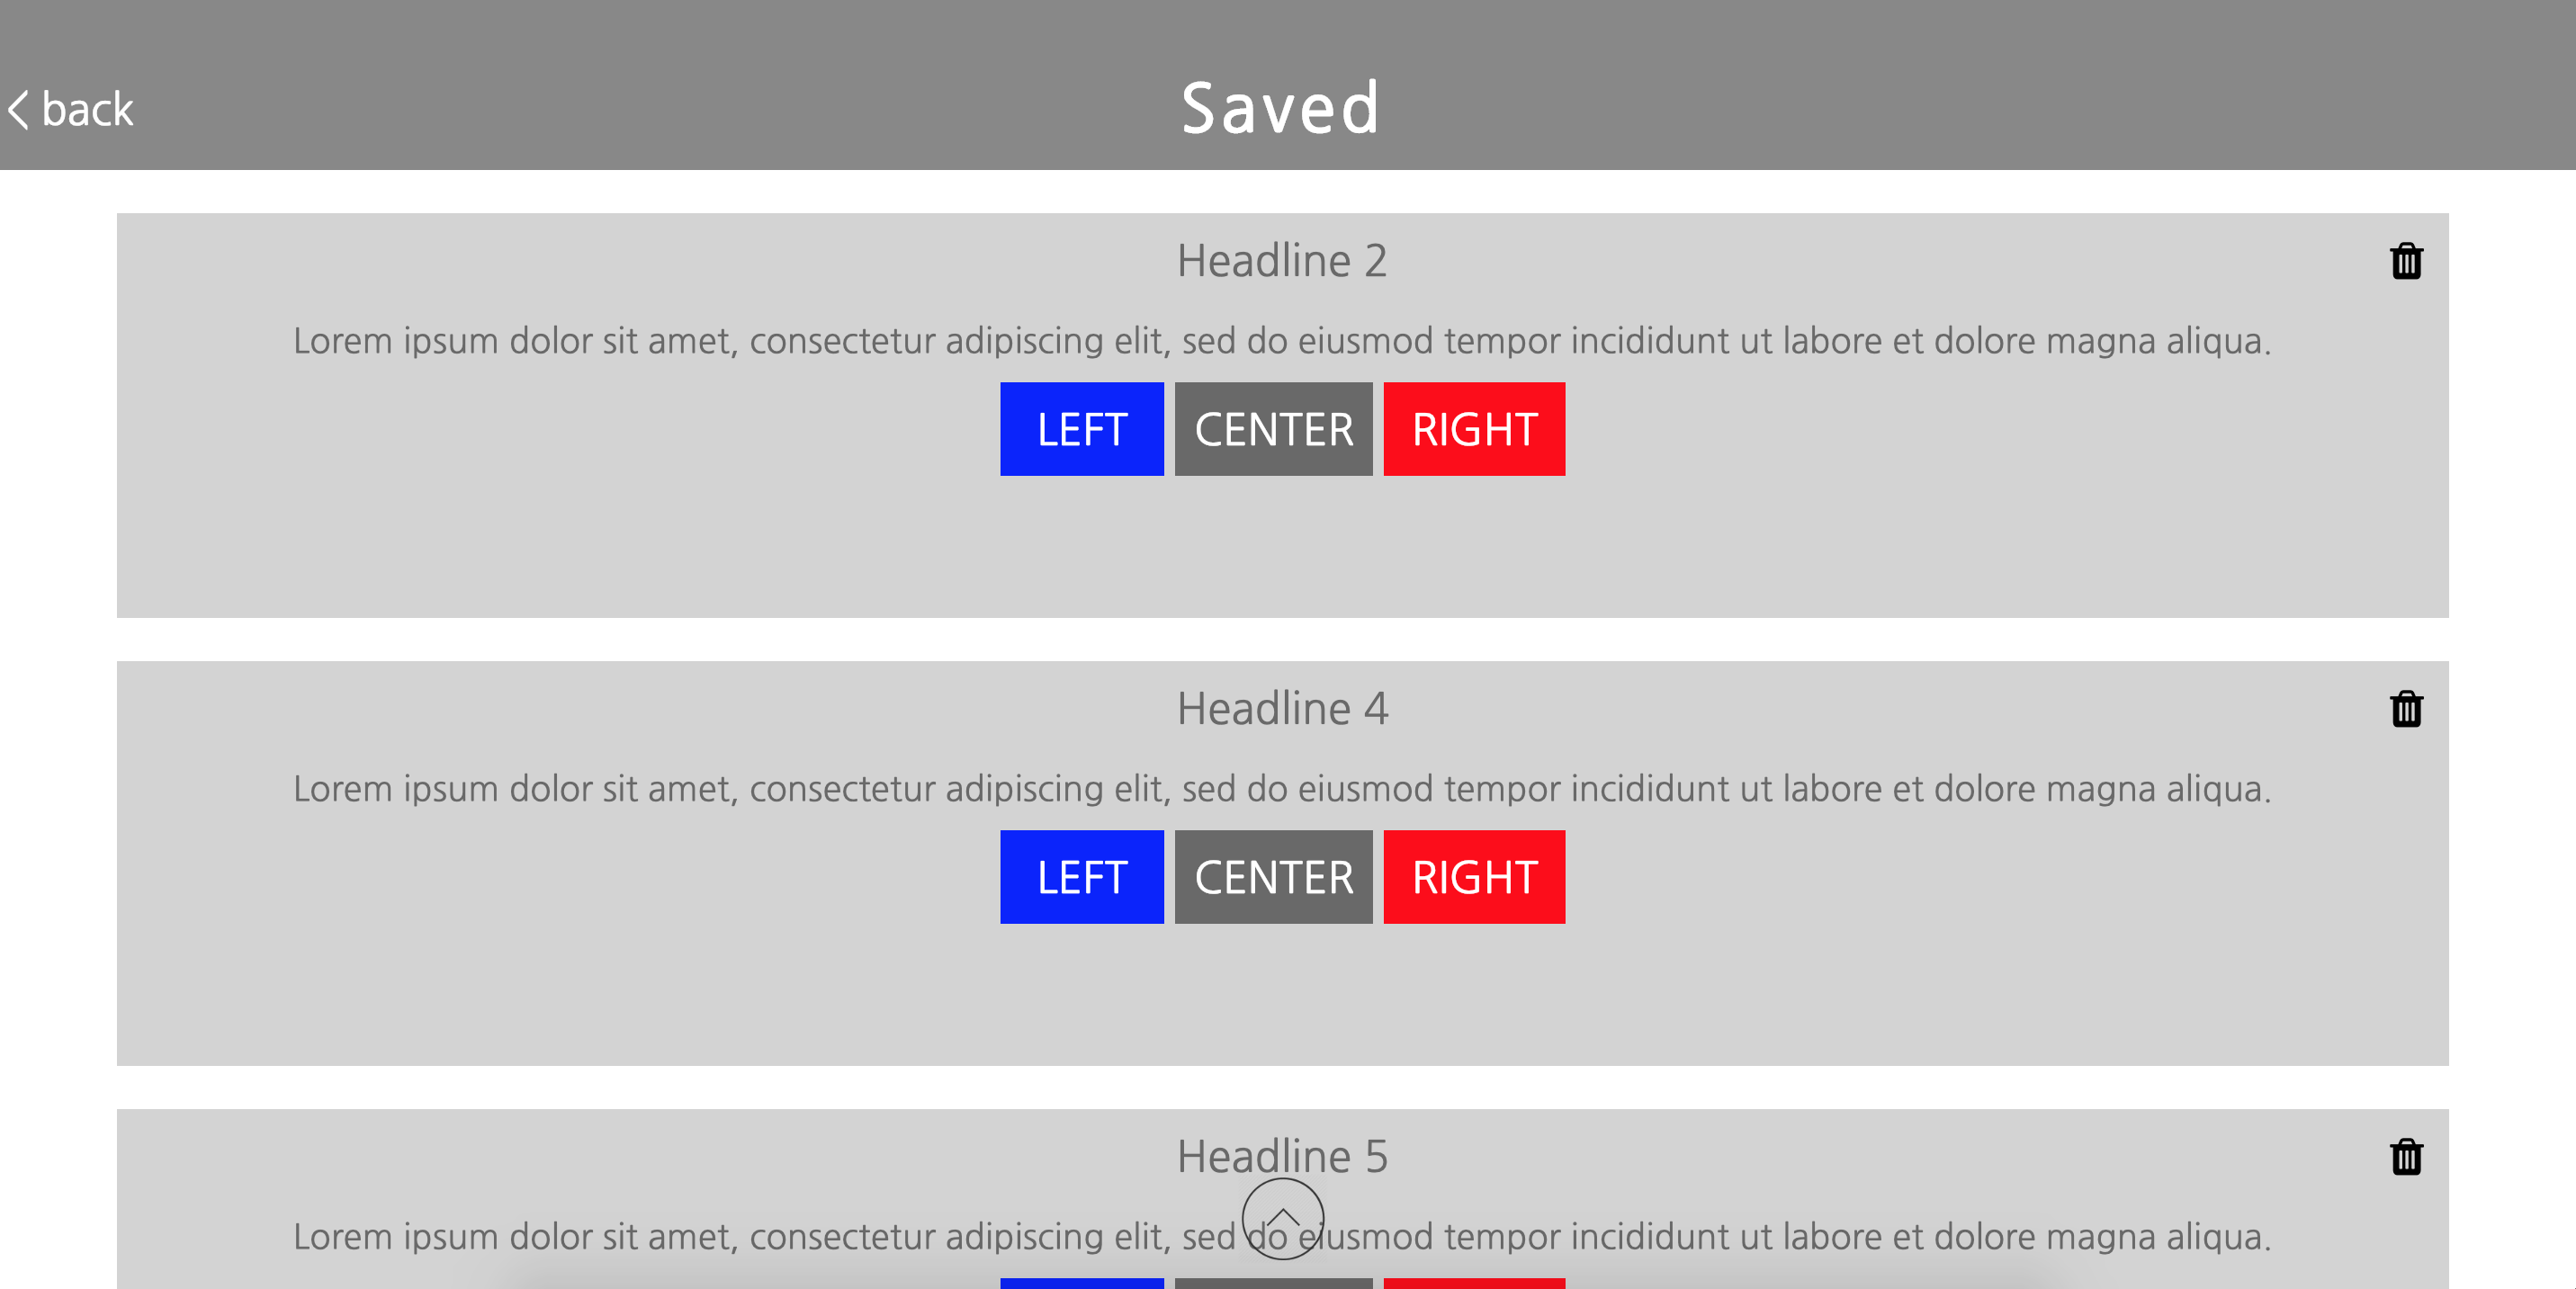 back
Saved
Headline 2
Lorem ipsum dolor sit amet, consectetur adipiscing elit, sed do eiusmod tempor incididunt ut labore et dolore magna aliqua.
LEFT CENTER RIGHT
Headline 4
Lorem ipsum dolor sit amet, consectetur adipiscing elit, sed do eiusmod tempor incididunt ut labore et dolore magna aliqua.
LEFT CENTER RIGHT
Headline 5
Lorem ipsum dolor sit amet, consectetur adipiscing elit, sed do eiusmod tempor incididunt ut labore et dolore magna aliqua.